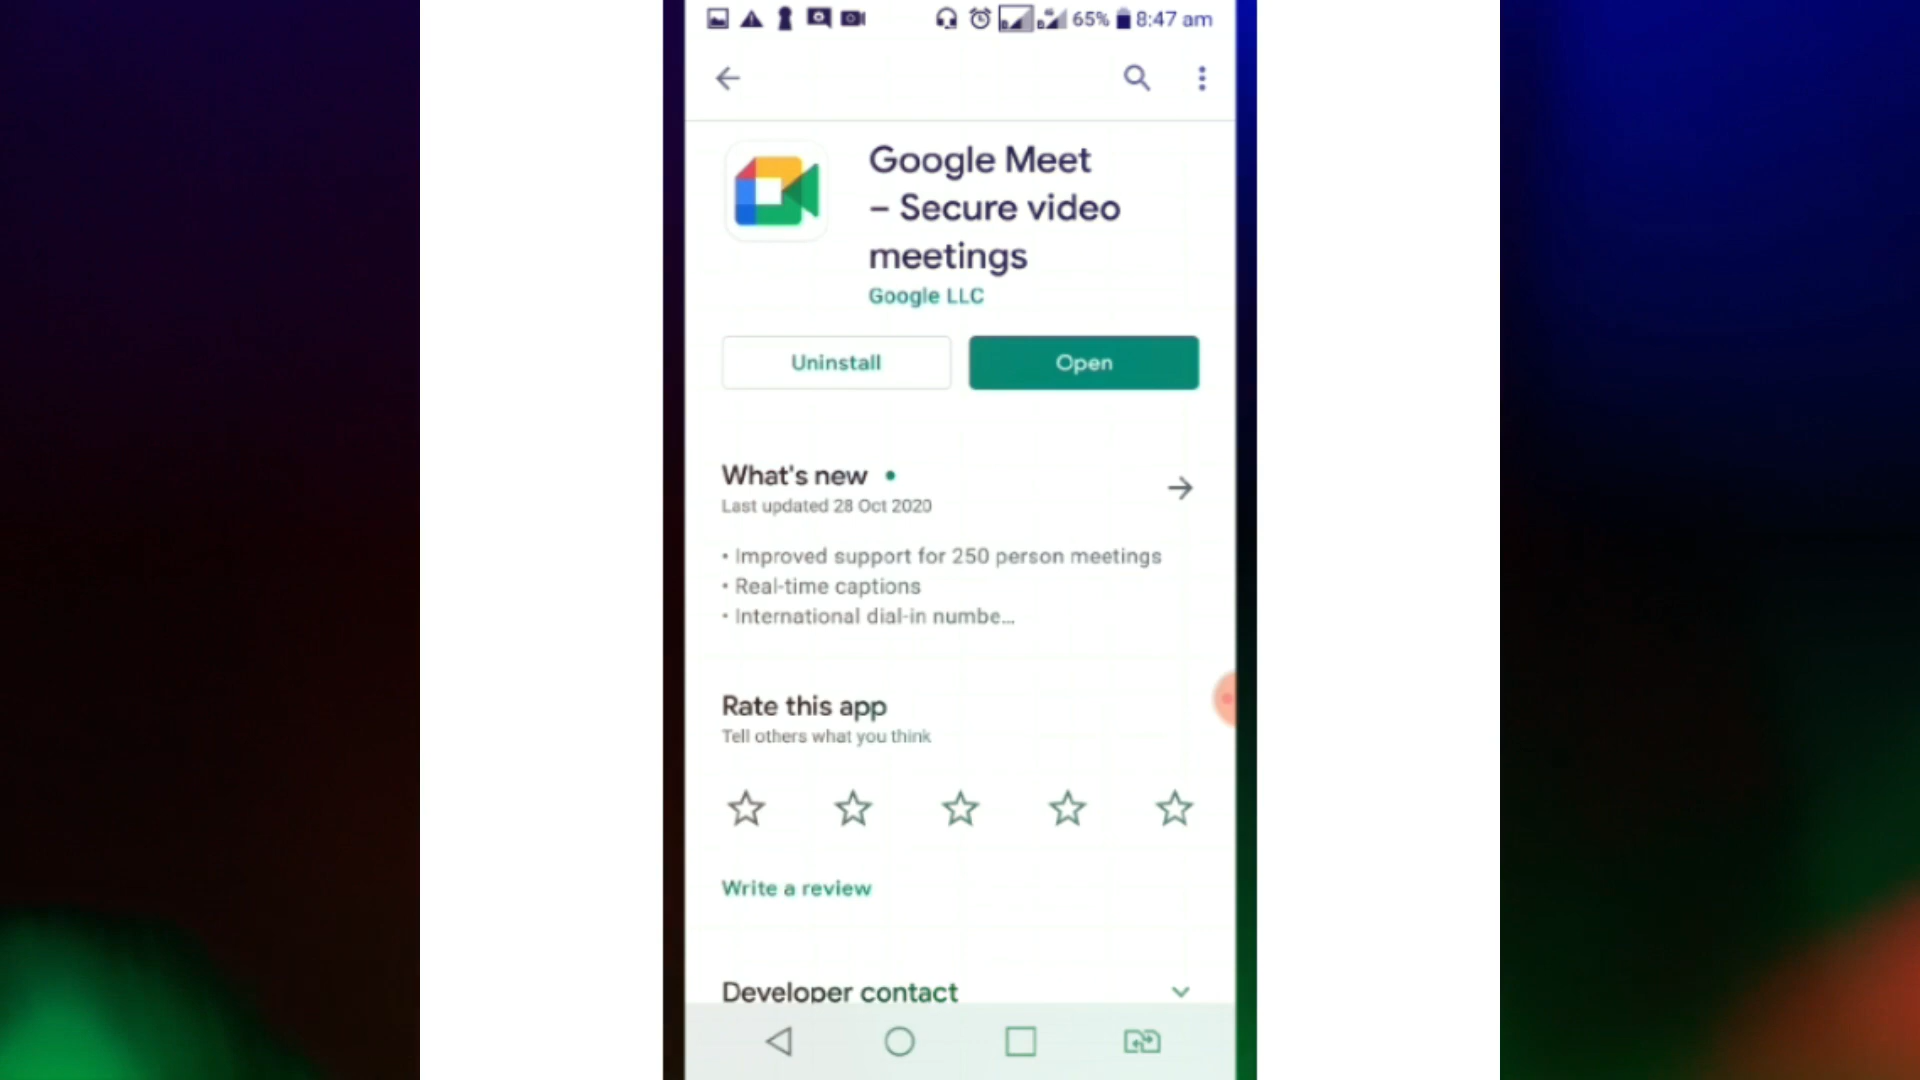 65% 8:47 am
Google Meet
– Secure video
meetings
Google LLC
Uninstall
Open
What's new •
Last updated 28 Oct 2020
• Improved support for 250 person meetings
• Real-time captions
• International dial-in numbe...
Rate this app
Tell others what you think
Write a review
Developer contact